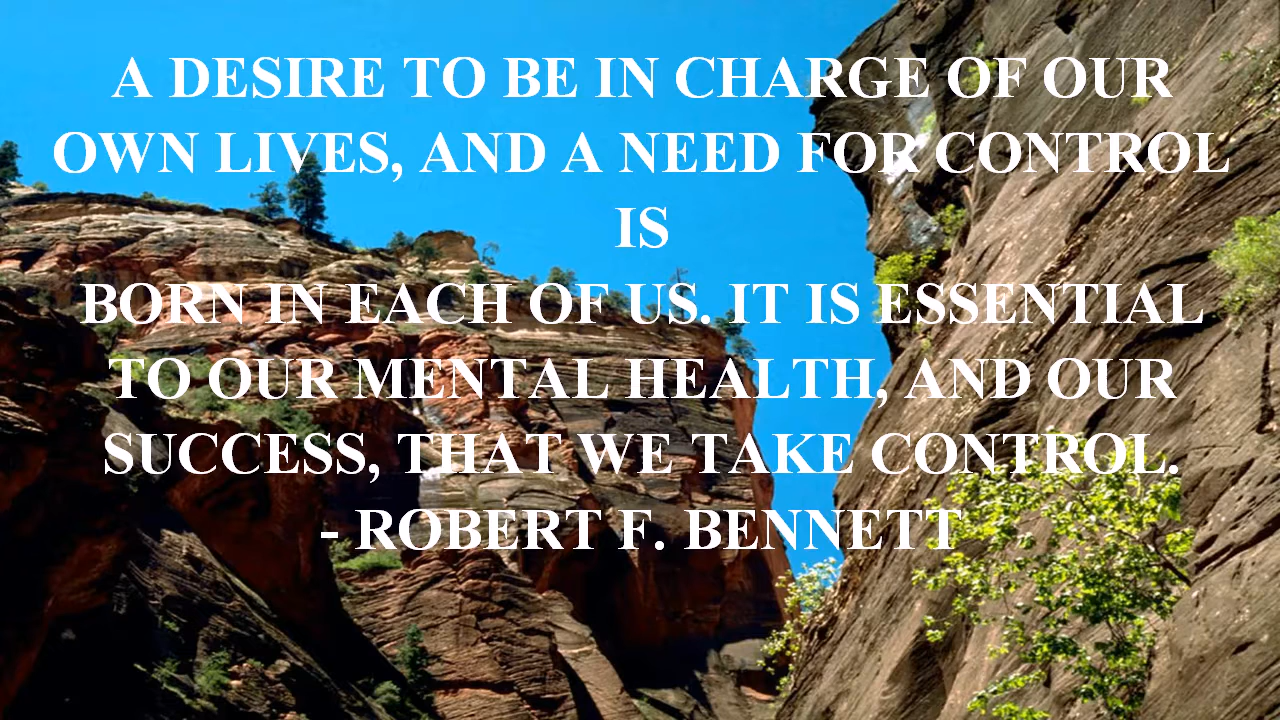 A DESIRE TO BE IN CHARGE OF OUR
OWN LIVES, AND A NEED FOR CONTROL
IS
BORN IN EACH OF US. IT IS ESSENTIAL
TO OUR MENTAL HEALTH, AND OUR
SUCCESS, THAT WE TAKE CONTROL.
- ROBERT F. BENNETT